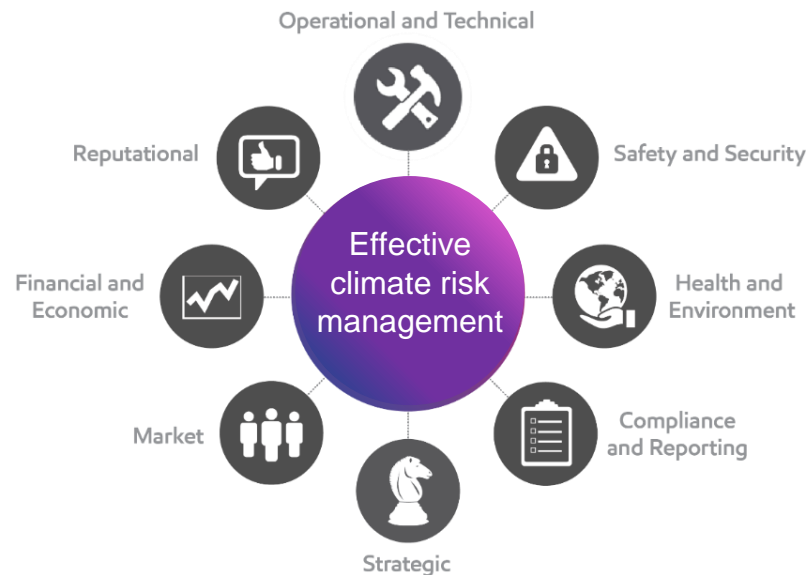 Operational and Technical
Reputational
Safety and Security
Effective
climate risk
management
Financial and
Economic
Health and
Environment
Market
Compliance
and Reporting
Strategic